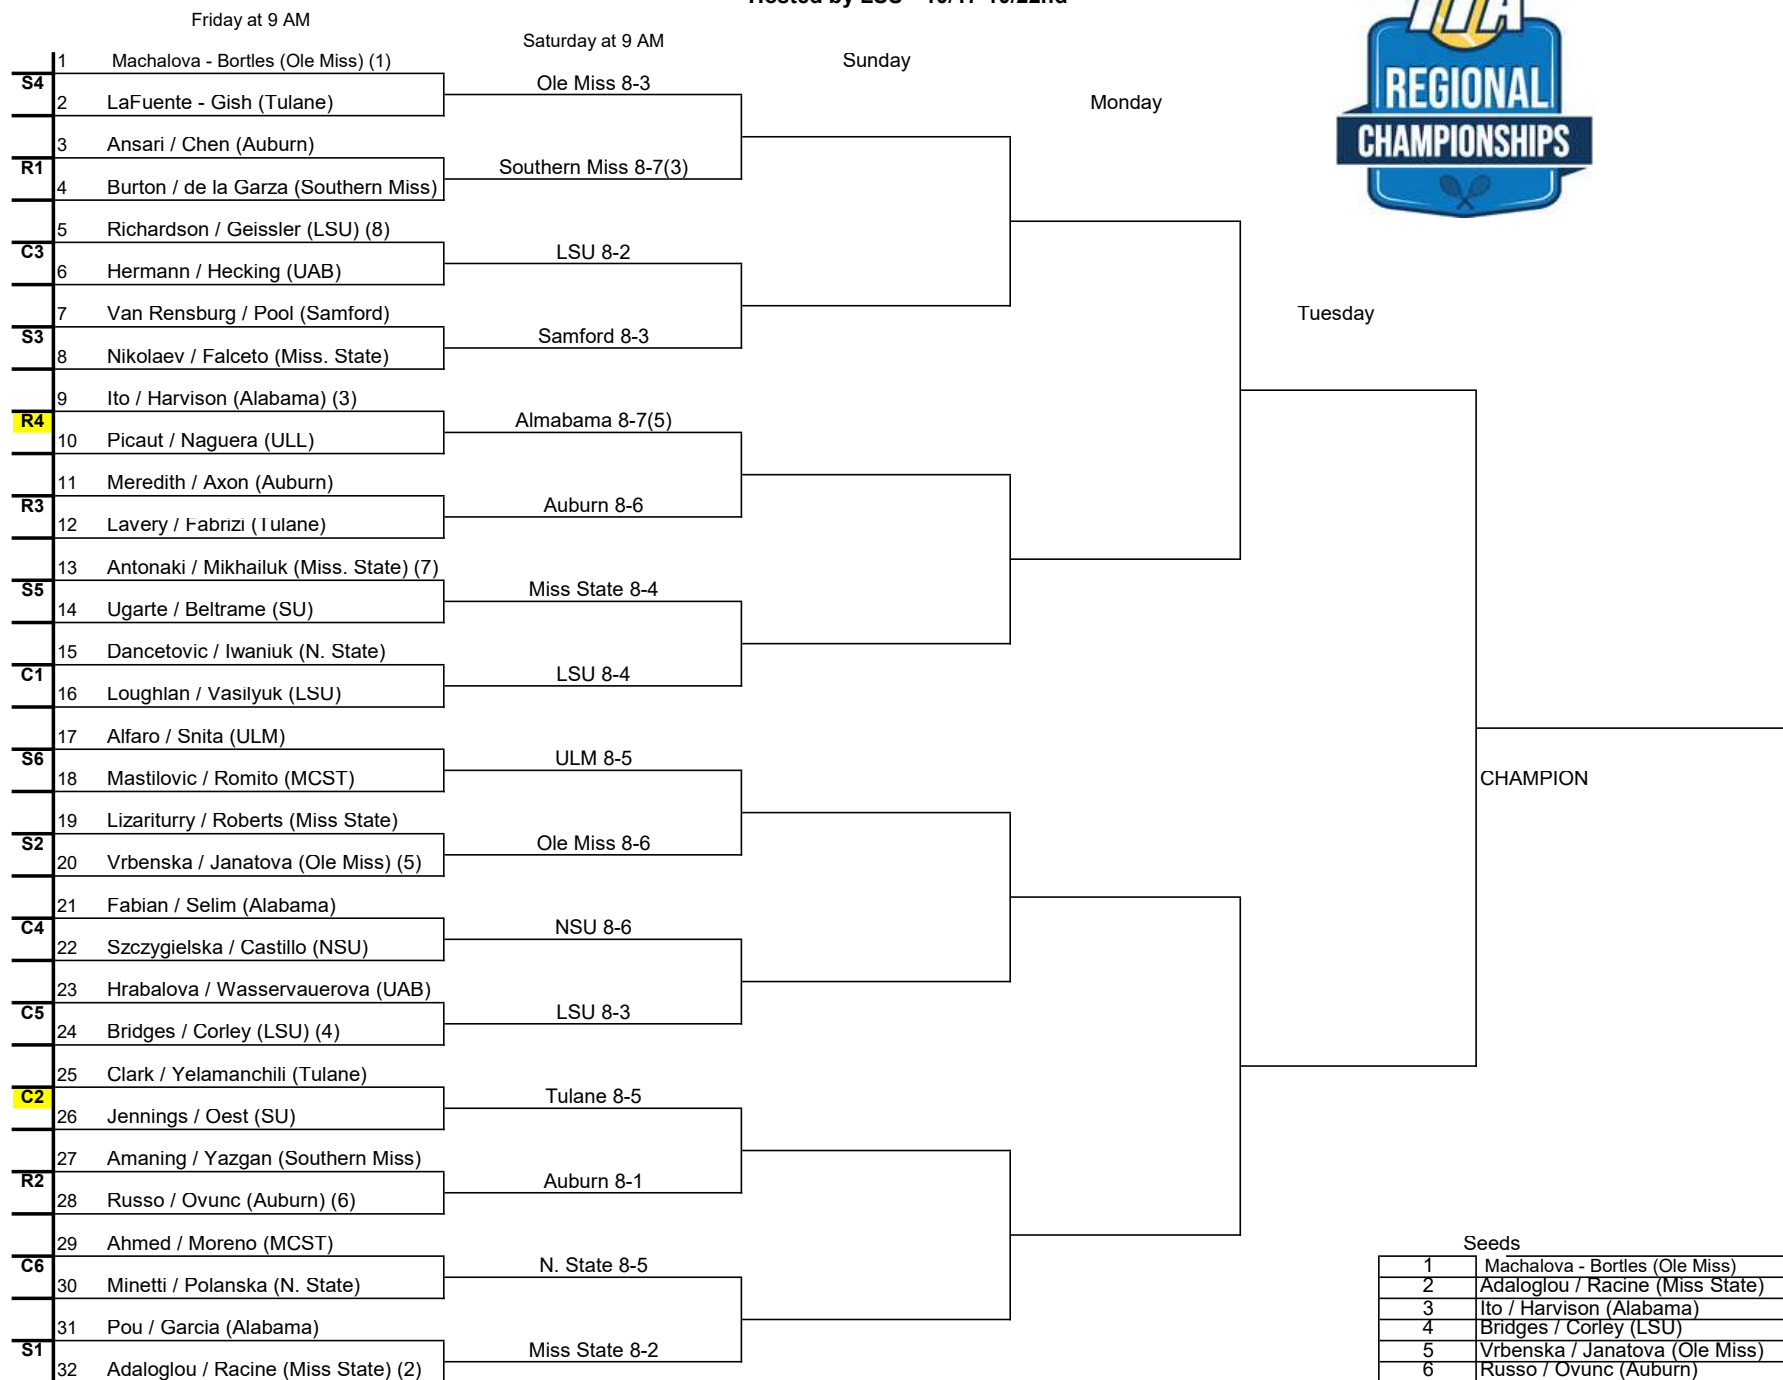 Hosted by LSU - 10/17-10/22nd
Friday at 9 AM
Saturday at 9 AM
Sunday
Monday
Tuesday
ITA
REGIONAL
CHAMPIONSHIPS
1 Machalova - Bortles (Ole Miss) (1)
S4
Ole Miss 8-3
2 LaFuente - Gish (Tulane)
3 Ansari / Chen (Auburn)
R1
Southern Miss 8-7(3)
4 Burton / de la Garza (Southern Miss)
5 Richardson / Geissler (LSU) (8)
C3
LSU 8-2
6 Hermann / Hecking (UAB)
7 Van Rensburg / Pool (Samford)
S3
Samford 8-3
8 Nikolaev / Falceto (Miss. State)
9 Ito / Harvison (Alabama) (3)
R4
Almabama 8-7(5)
10 Picaut / Naguera (ULL)
11 Meredith / Axon (Auburn)
R3
Auburn 8-6
12 Lavery / Fabrizi (Tulane)
13 Antonaki / Mikhailuk (Miss. State) (7)
S5
Miss State 8-4
14 Ugarte / Beltrame (SU)
15 Dancetovic / Iwaniuk (N. State)
C1
LSU 8-4
16 Loughlan / Vasilyuk (LSU)
17 Alfaro / Snita (ULM)
S6
ULM 8-5
18 Mastilovic / Romito (MCST)
CHAMPION
19 Lizariturry / Roberts (Miss State)
S2
Ole Miss 8-6
20 Vrbenska / Janatova (Ole Miss) (5)
21 Fabian / Selim (Alabama)
C4
NSU 8-6
22 Szczygielska / Castillo (NSU)
23 Hrabalova / Wasservauerova (UAB)
C5
LSU 8-3
24 Bridges / Corley (LSU) (4)
25 Clark / Yelamanchili (Tulane)
C2
Tulane 8-5
26 Jennings / Oest (SU)
27 Amaning / Yazgan (Southern Miss)
R2
Auburn 8-1
28 Russo / Ovunc (Auburn) (6)
29 Ahmed / Moreno (MCST)
C6
N. State 8-5
30 Minetti / Polanska (N. State)
31 Pou / Garcia (Alabama)
S1
Miss State 8-2
32 Adaloglou / Racine (Miss State) (2)
Seeds
1 Machalova - Bortles (Ole Miss)
2 Adaloglou / Racine (Miss State)
3 Ito / Harvison (Alabama)
4 Bridges / Corley (LSU)
5 Vrbenska / Janatova (Ole Miss)
6 Russo / Ovunc (Auburn)